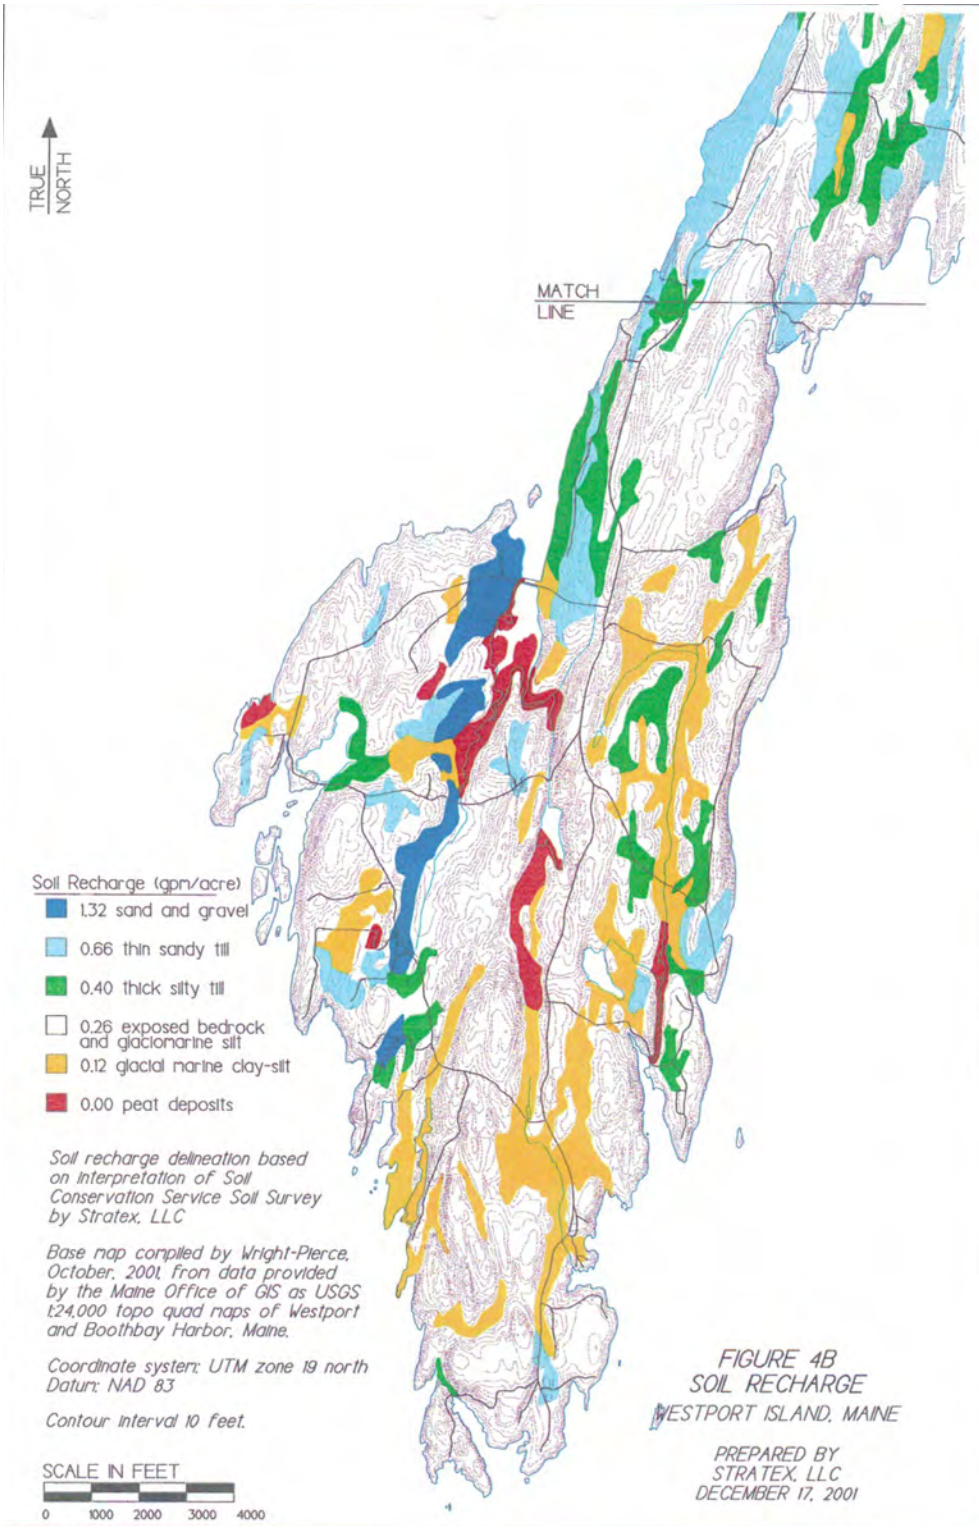 TRUE
NORTH
MATCH
LINE
Soil Recharge (gpm/acre)
1.32 sand and gravel
0.66 thin sandy till
0.40 thick silty till
0.26 exposed bedrock
and glaciomarine silt
0.12 glacial marine clay-silt
0.00 peat deposits
Soil recharge delineation based
on interpretation of Soil
Conservation Service Soil Survey
by Stratex, LLC
Base map compiled by Wright-Pierce,
October, 2001, from data provided
by the Maine Office of GIS as USGS
1:24,000 topo quad maps of Westport
and Boothbay Harbor, Maine.
Coordinate system: UTM zone 19 north
Datum: NAD 83
Contour interval 10 feet.
SCALE IN FEET
0 1000 2000 3000 4000
FIGURE 4B
SOIL RECHARGE
WESTPORT ISLAND, MAINE
PREPARED BY
STRATEX, LLC
DECEMBER 17, 2001